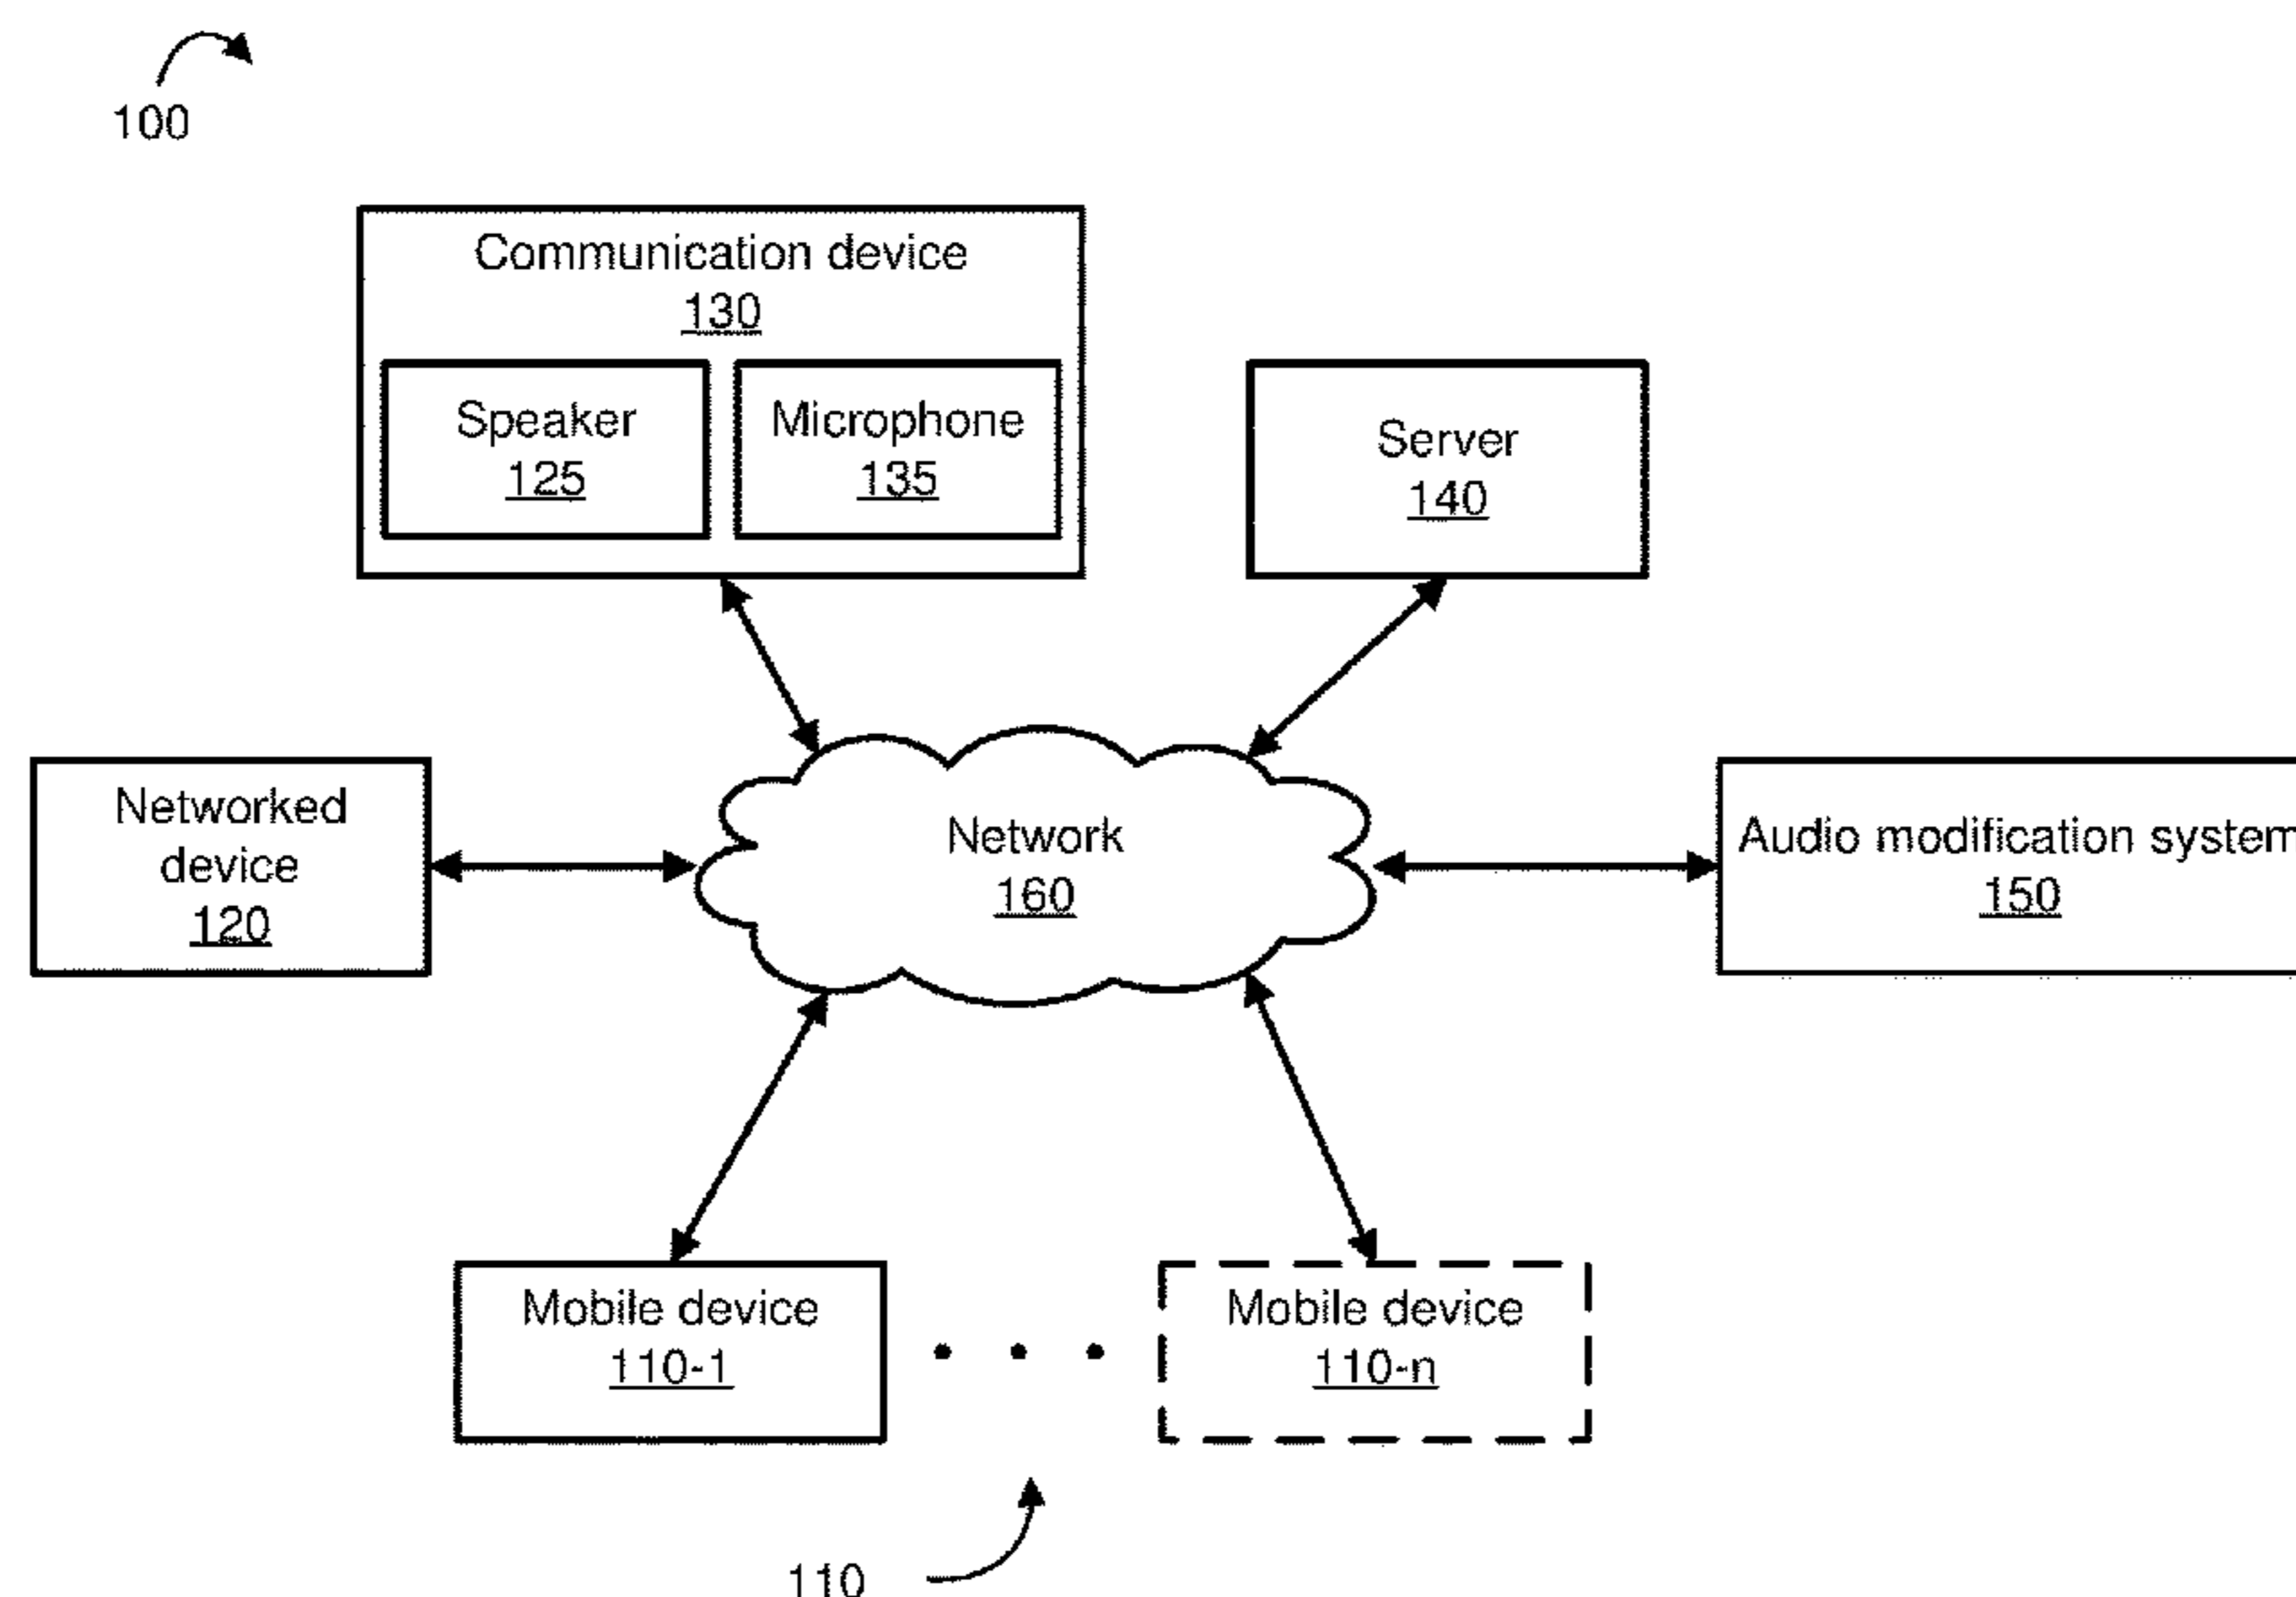 100
Communication device
130
Speaker
125
Microphone
135
Server
140
Networked
device
120
Network
160
Audio modification system
150
Mobile device
110-1
Mobile device
110-n
110